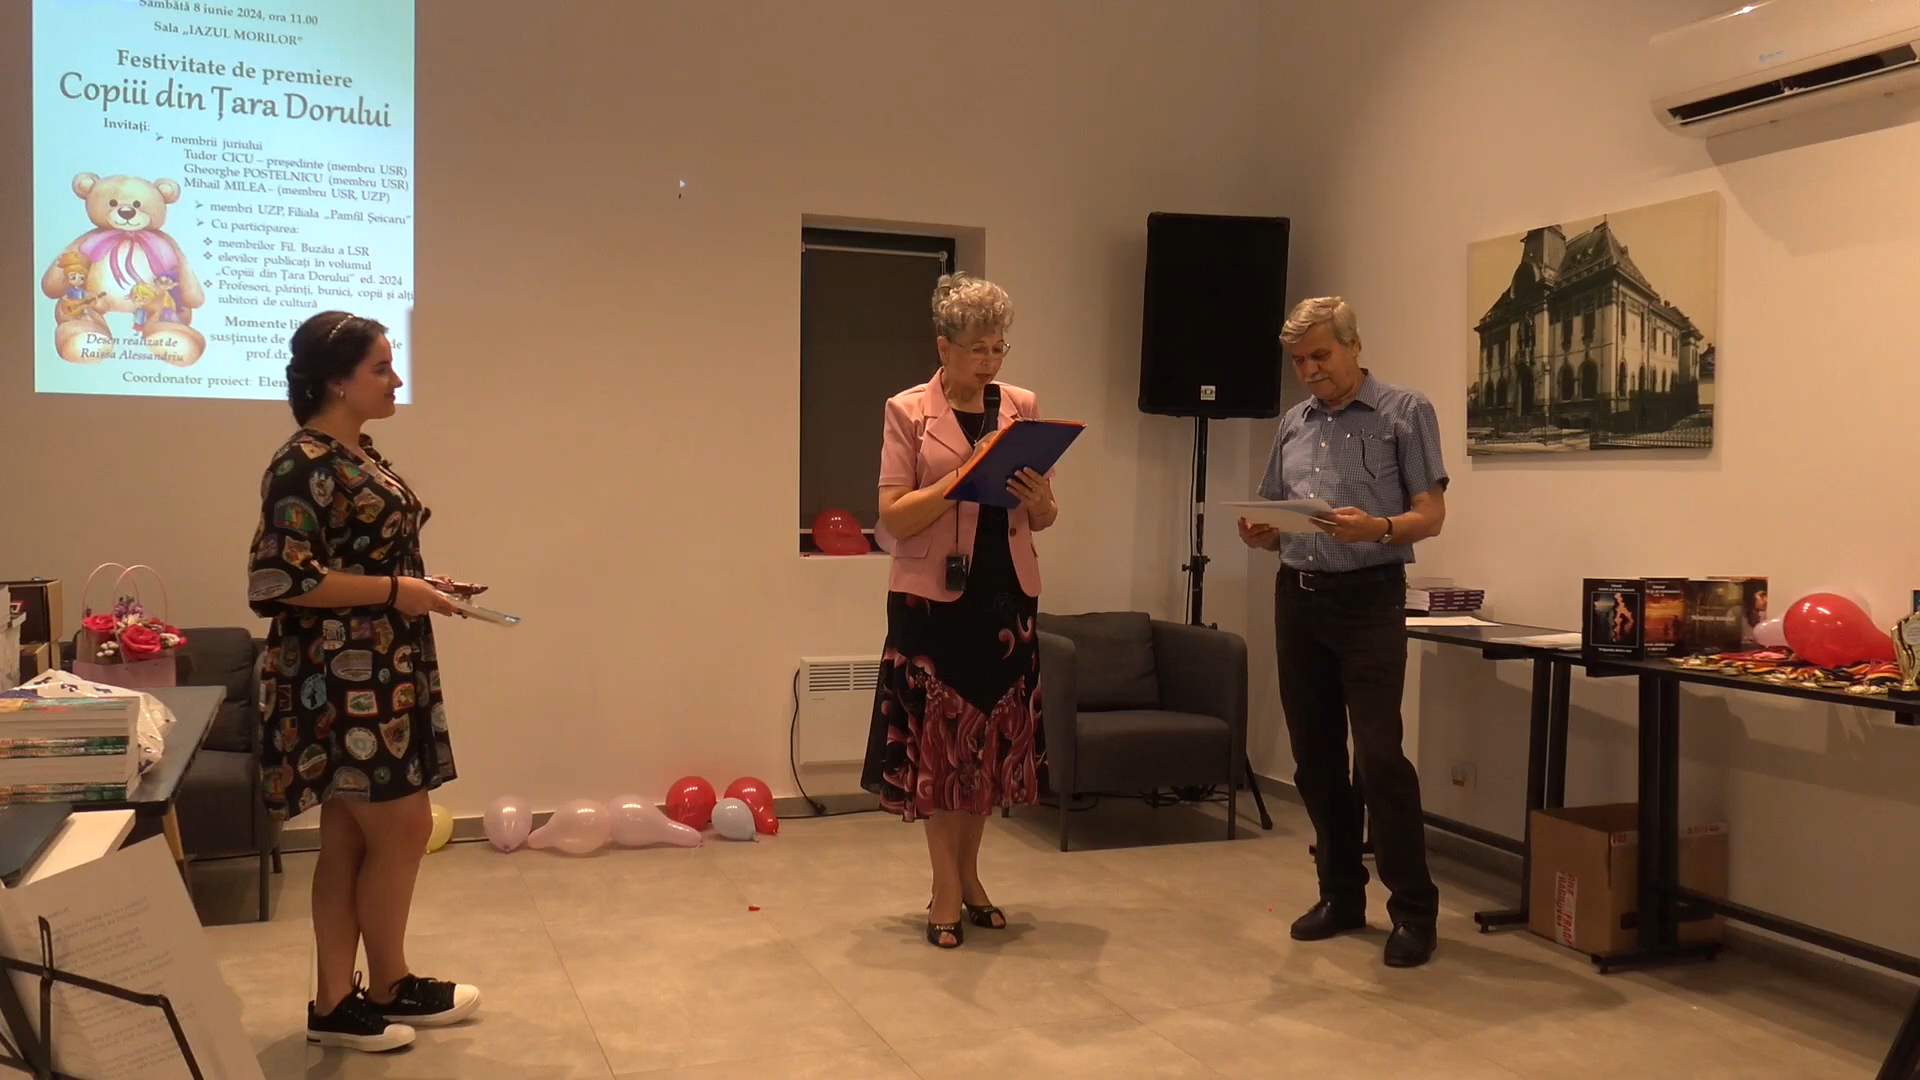 Sâmbătă 8 iunie 2024, ora 11.00
Sala „IAZUL MORILOR"
Festivitate de premiere
Copiii din Țara Dorului
Invitați:
➢ membrii juriului
Tudor CICU – președinte (membru USR)
Gheorghe POSTELNICU (membru USR)
Mihail MILEA– (membru USR, UZP)
➢ membri UZP, Filiala „Pamfil Șeicaru"
➢ Cu participarea:
❖ membrilor Fil. Buzău a LSR
❖ elevilor publicați în volumul
„Copiii din Țara Dorului" ed. 2024
❖ Profesori, părinți, bunici, copii și alți
iubitori de cultură
Momente lit
susținute de
de
prof.dr.
Desen realizat de
Raissa Alessandriu
Coordonator proiect: Elen